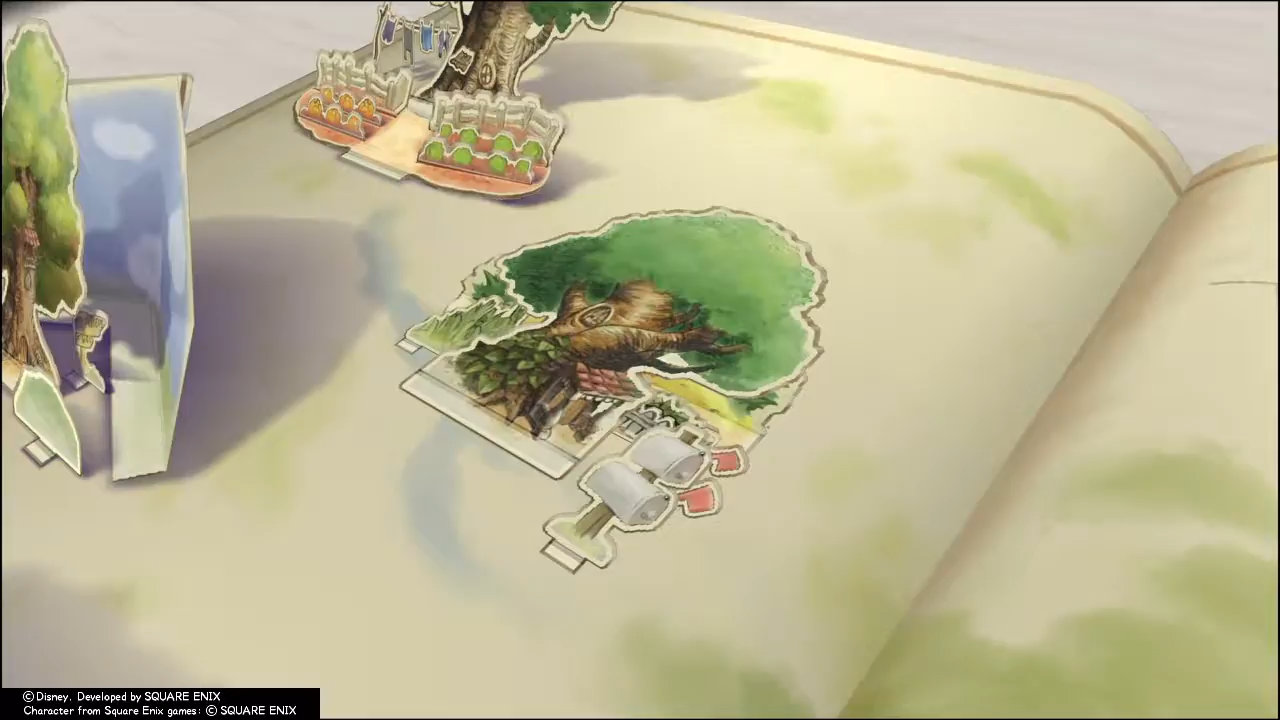 ©Disney. Developed by SQUARE ENIX
Character from Square Enix games: © SQUARE ENIX